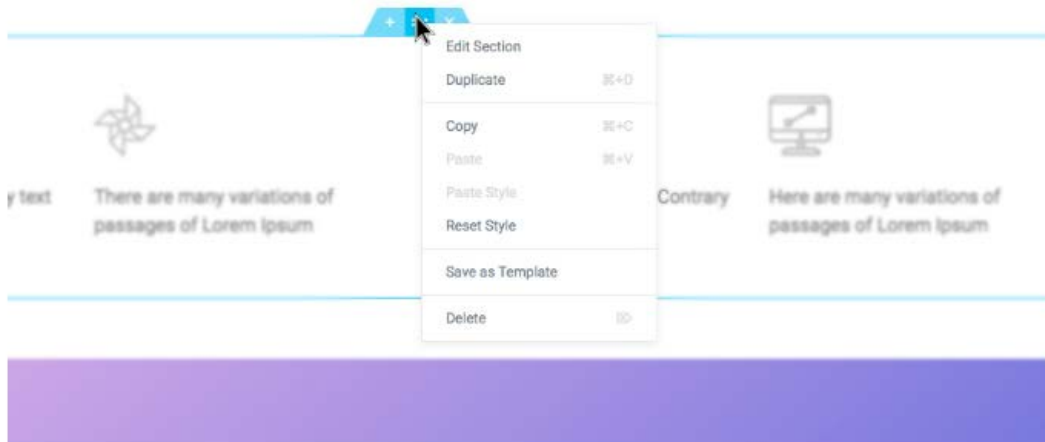 Edit Section
Duplicate ⌘+D
Copy ⌘+C
Paste ⌘+V
Paste Style
Reset Style
Save as Template
Delete
y text
There are many variations of
passages of Lorem Ipsum
Contrary
Here are many variations of
passages of Lorem Ipsum